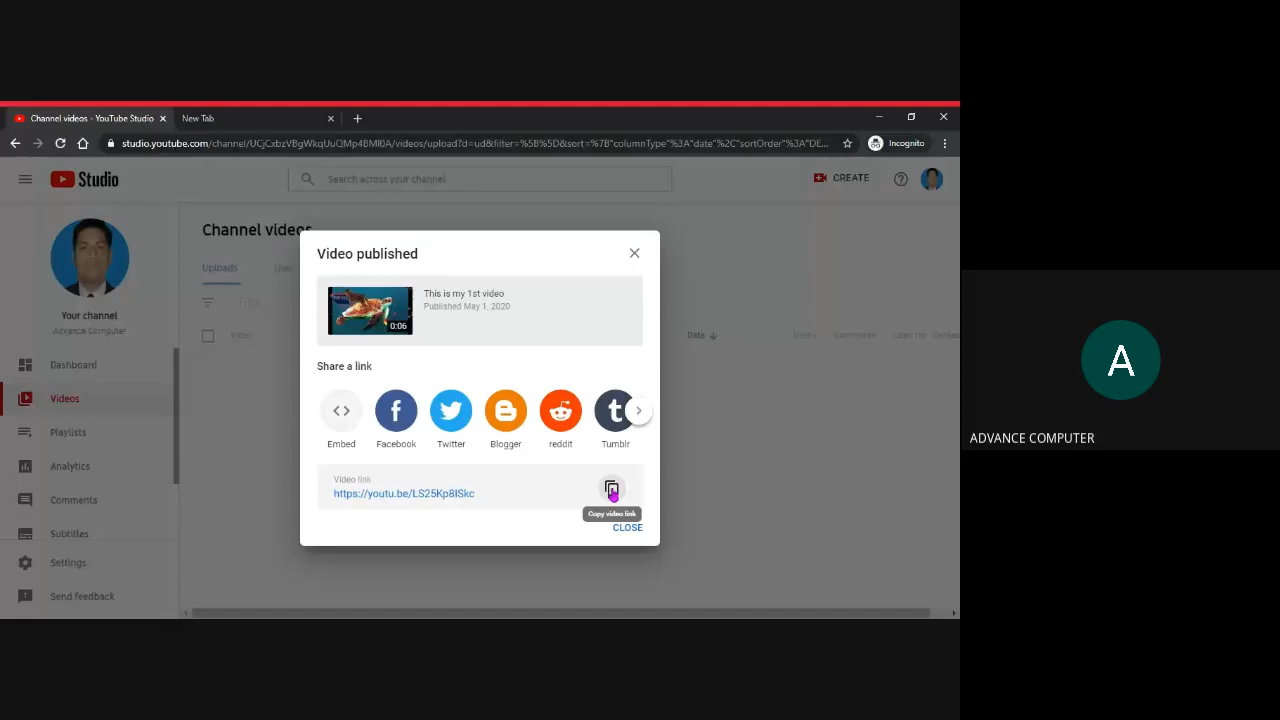 Channel videos - YouTube Studio
New Tab
studio.youtube.com/channel/UCjCxbzVBgWkqUuQMp4BMI0A/videos/upload?d=ud&filter=%5B%5D&sort=%7B"columnType"%3A"date"%2C"sortOrder"%3A"DE...
Incognito
Studio
Search across your channel
CREATE
Channel videos
Uploads
Live
Filter
Video
Date
Views
Comments
Your channel
Advance Computer
Dashboard
Videos
Playlists
Analytics
Comments
Subtitles
Settings
Send feedback
Video published
NEWS
0:06
This is my 1st video
Published May 1, 2020
Share a link
Embed
Facebook
Twitter
Blogger
reddit
Tumblr
Video link
https://youtu.be/LS25Kp8ISkc
Copy video link
CLOSE
A
ADVANCE COMPUTER